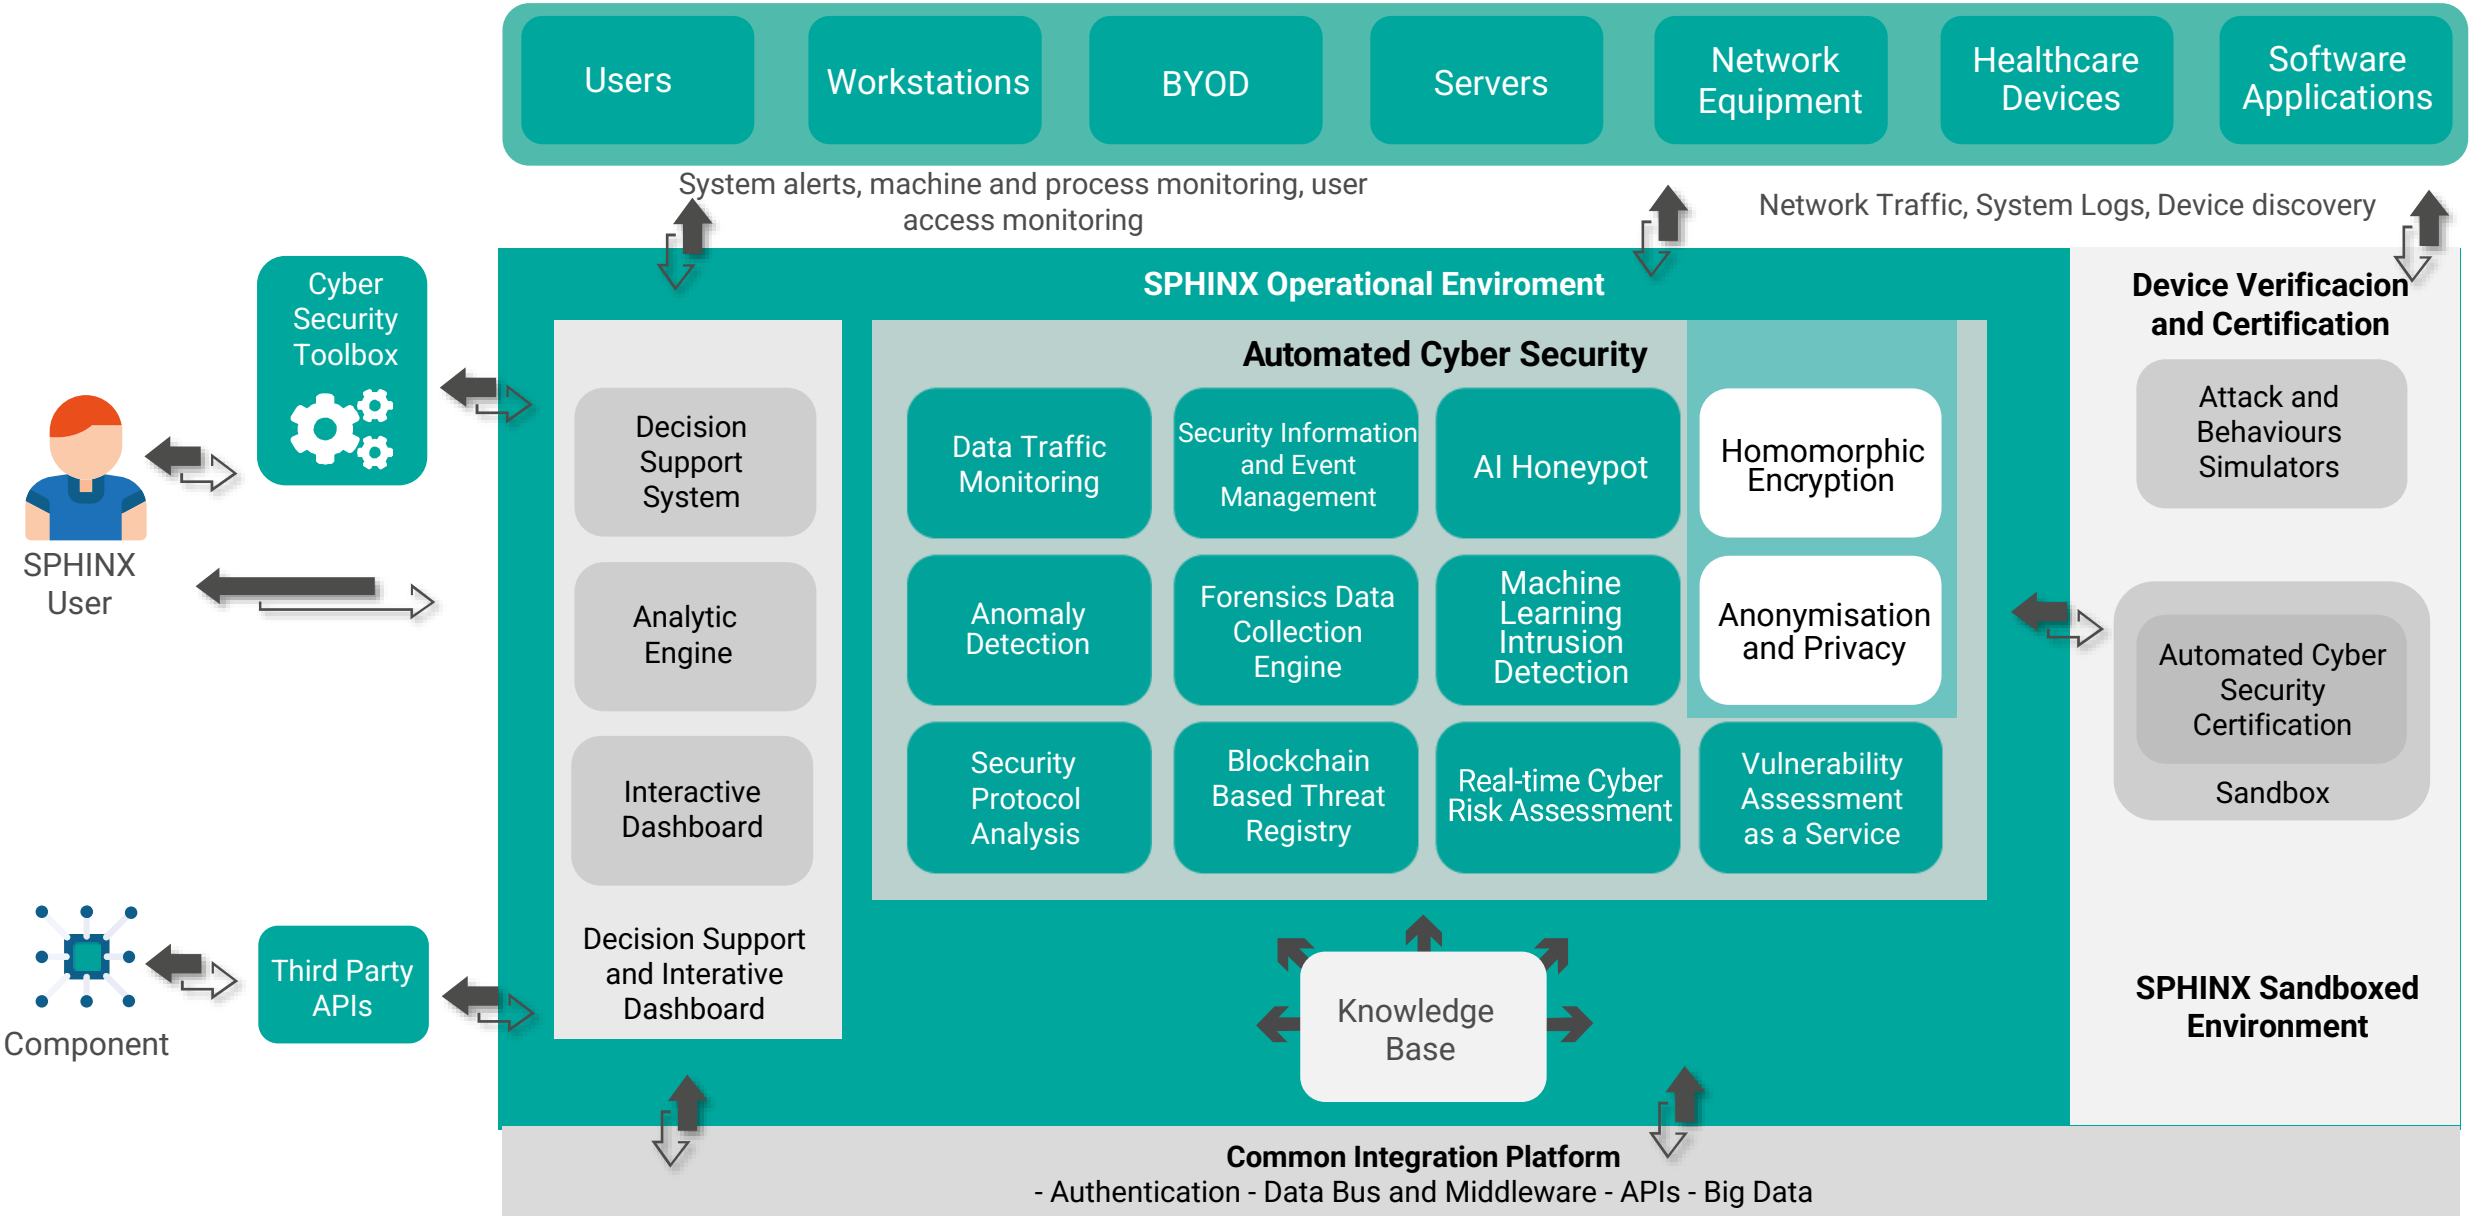 Users
Workstations
BYOD
Servers
Network
Equipment
Healthcare
Devices
Software
Applications
System alerts, machine and process monitoring, user
access monitoring
Network Traffic, System Logs, Device discovery
Cyber
Security
Toolbox
SPHINX
User
Component
Third Party
APIs
SPHINX Operational Enviroment
Decision
Support
System
Analytic
Engine
Interactive
Dashboard
Decision Support
and Interative
Dashboard
Automated Cyber Security
Data Traffic
Monitoring
Security Information
and Event
Management
AI Honeypot
Homomorphic
Encryption
Anomaly
Detection
Forensics Data
Collection
Engine
Machine
Learning
Intrusion
Detection
Anonymisation
and Privacy
Security
Protocol
Analysis
Blockchain
Based Threat
Registry
Real-time Cyber
Risk Assessment
Vulnerability
Assessment
as a Service
Knowledge
Base
Device Verificacion
and Certification
Attack and
Behaviours
Simulators
Automated Cyber
Security
Certification
Sandbox
SPHINX Sandboxed
Environment
Common Integration Platform
- Authentication - Data Bus and Middleware - APIs - Big Data